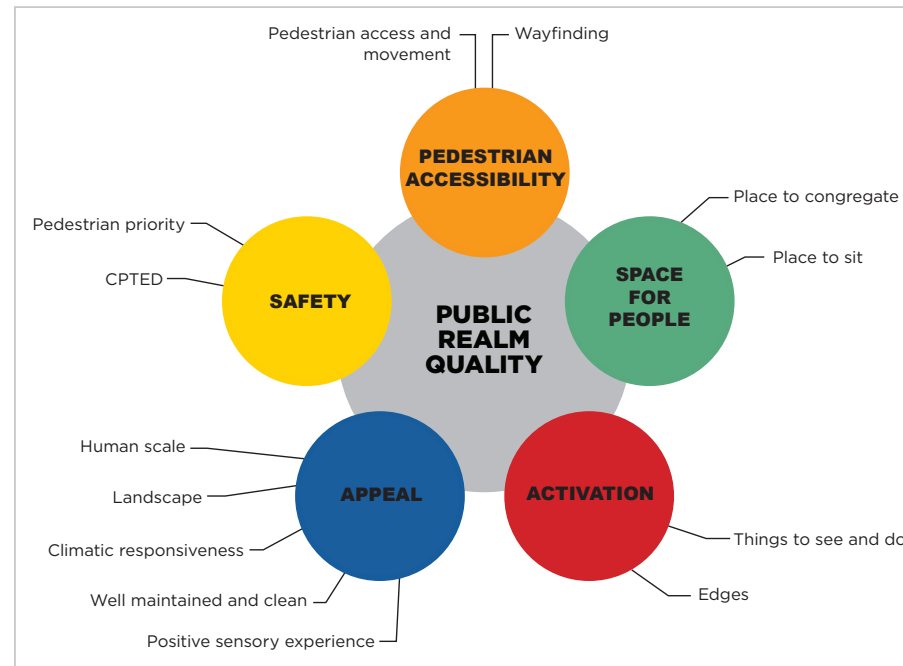 Pedestrian access and
movement
Wayfinding
PEDESTRIAN
ACCESSIBILITY
Pedestrian priority
CPTED
SAFETY
Place to congregate
Place to sit
SPACE
FOR
PEOPLE
PUBLIC
REALM
QUALITY
Human scale
Landscape
Climatic responsiveness
Well maintained and clean
Positive sensory experience
APPEAL
ACTIVATION
Things to see and do
Edges